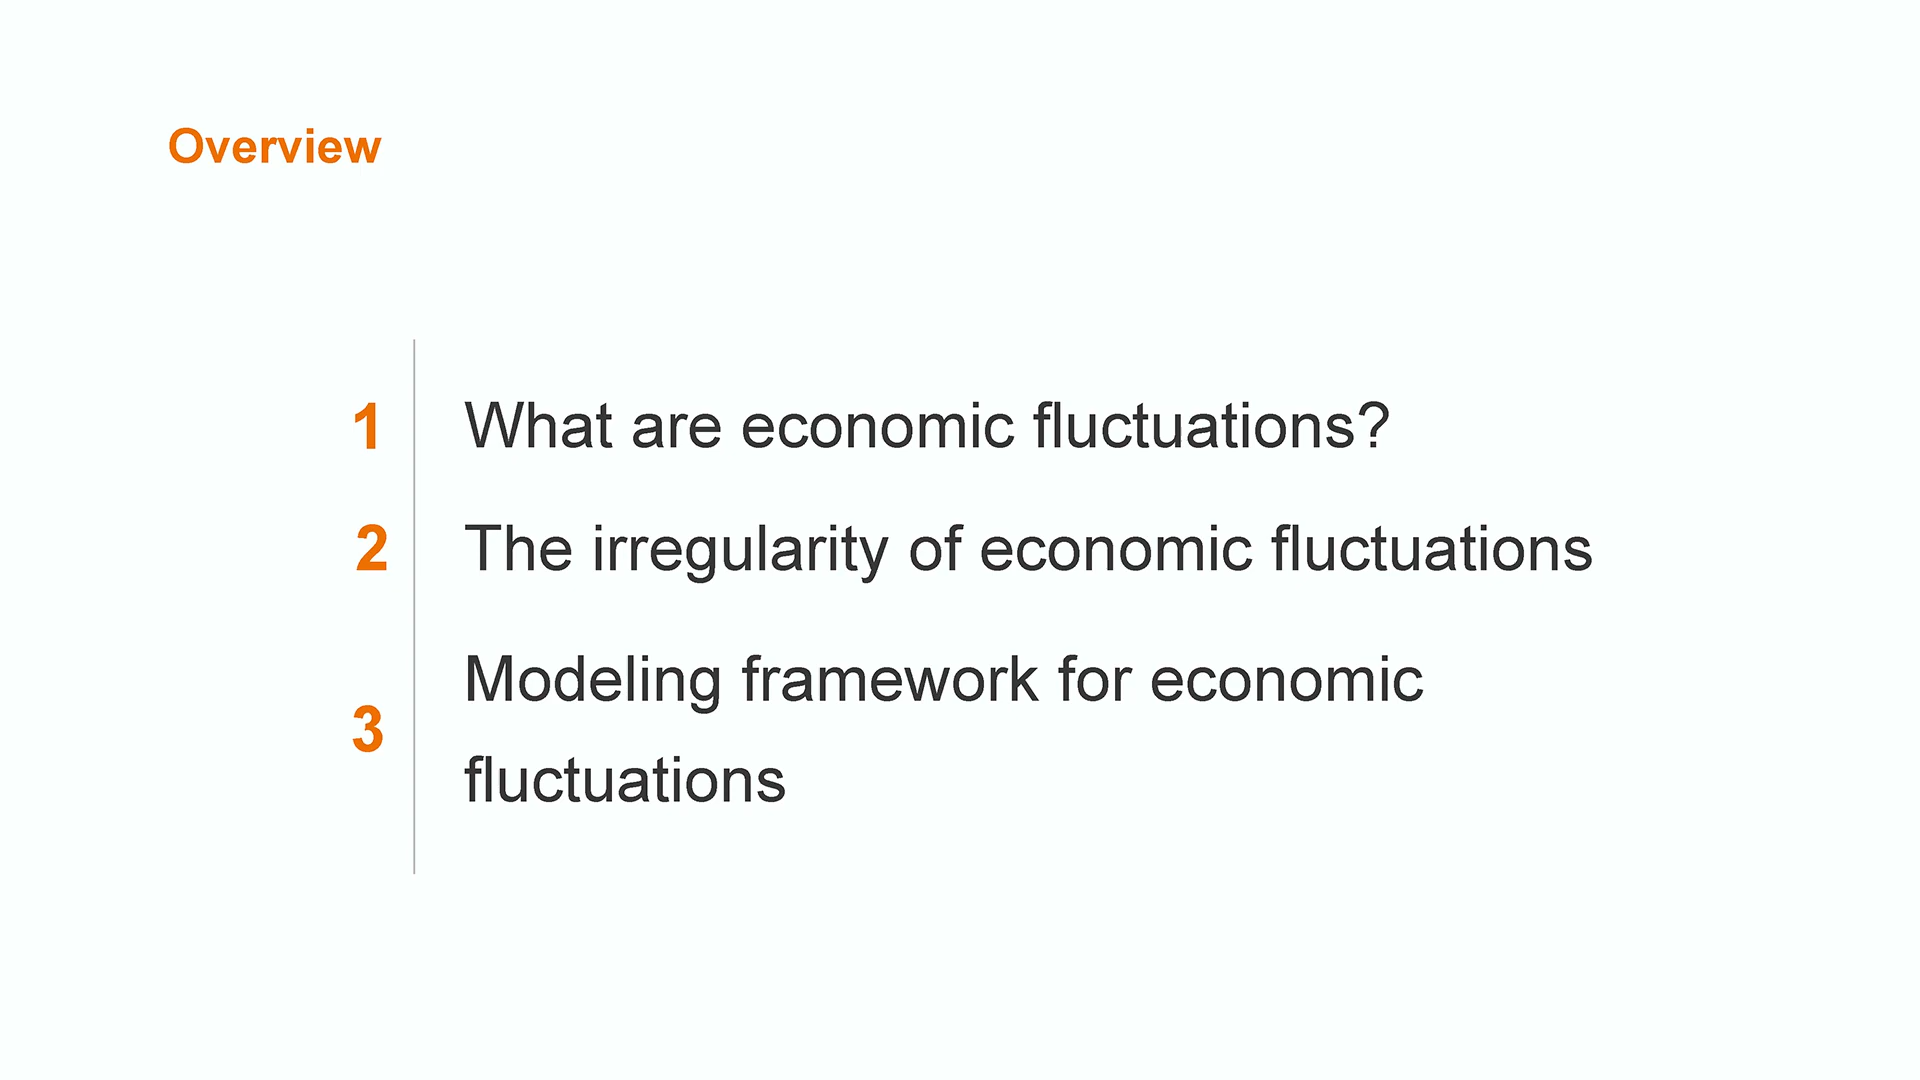 Overview
1 What are economic fluctuations?
2 The irregularity of economic fluctuations
3 Modeling framework for economic
fluctuations